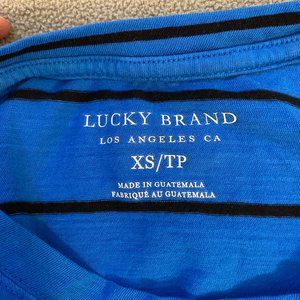 LUCKY BRAND
LOS ANGELES CA
XS/TP
MADE IN GUATEMALA
FABRIQUÉ AU GUATEMALA